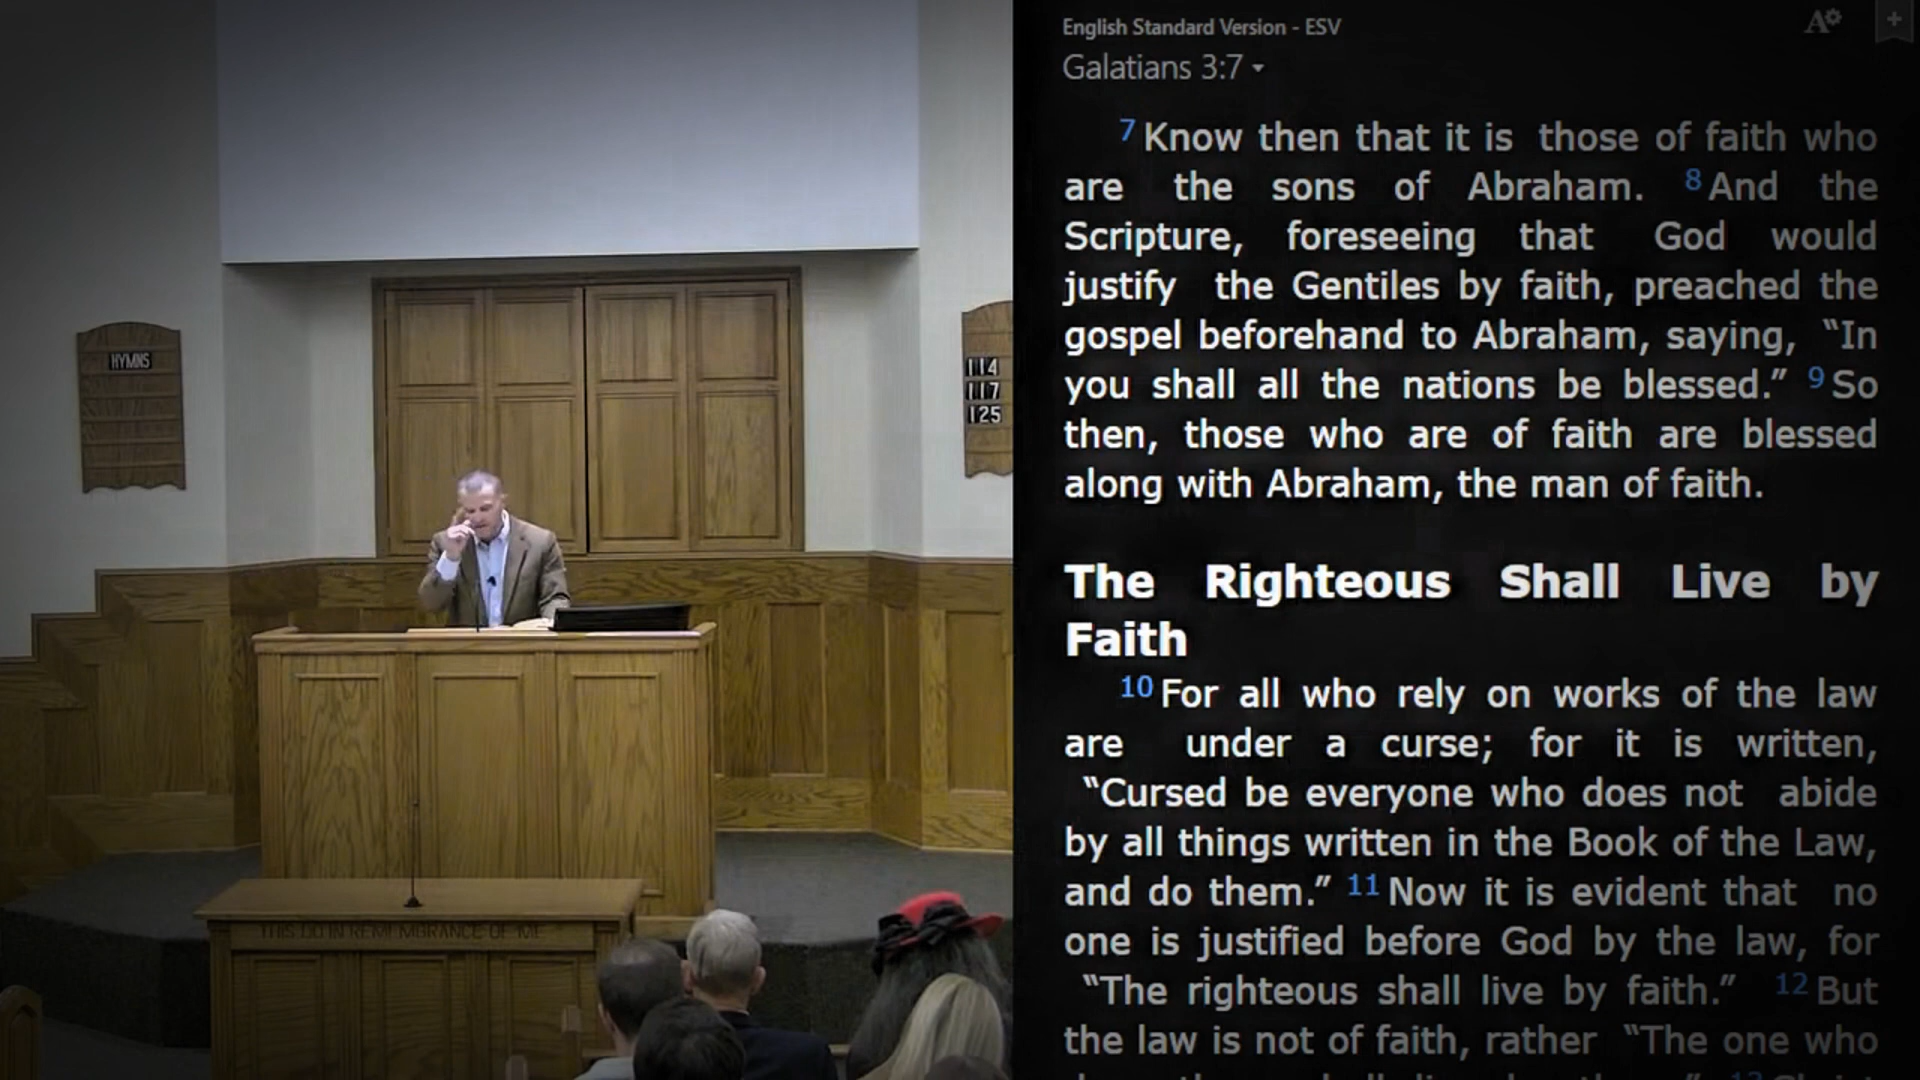 HYMNS
114
117
125
THIS DO IN REMEMBRANCE OF ME
English Standard Version - ESV
Galatians 3:7
7 Know then that it is those of faith who
are the sons of Abraham. 8 And the
Scripture, foreseeing that God would
justify the Gentiles by faith, preached the
gospel beforehand to Abraham, saying, “In
you shall all the nations be blessed.” 9 So
then, those who are of faith are blessed
along with Abraham, the man of faith.
The Righteous Shall Live by
Faith
10 For all who rely on works of the law
are under a curse; for it is written,
“Cursed be everyone who does not abide
by all things written in the Book of the Law,
and do them.” 11 Now it is evident that no
one is justified before God by the law, for
“The righteous shall live by faith.” 12 But
the law is not of faith, rather “The one who